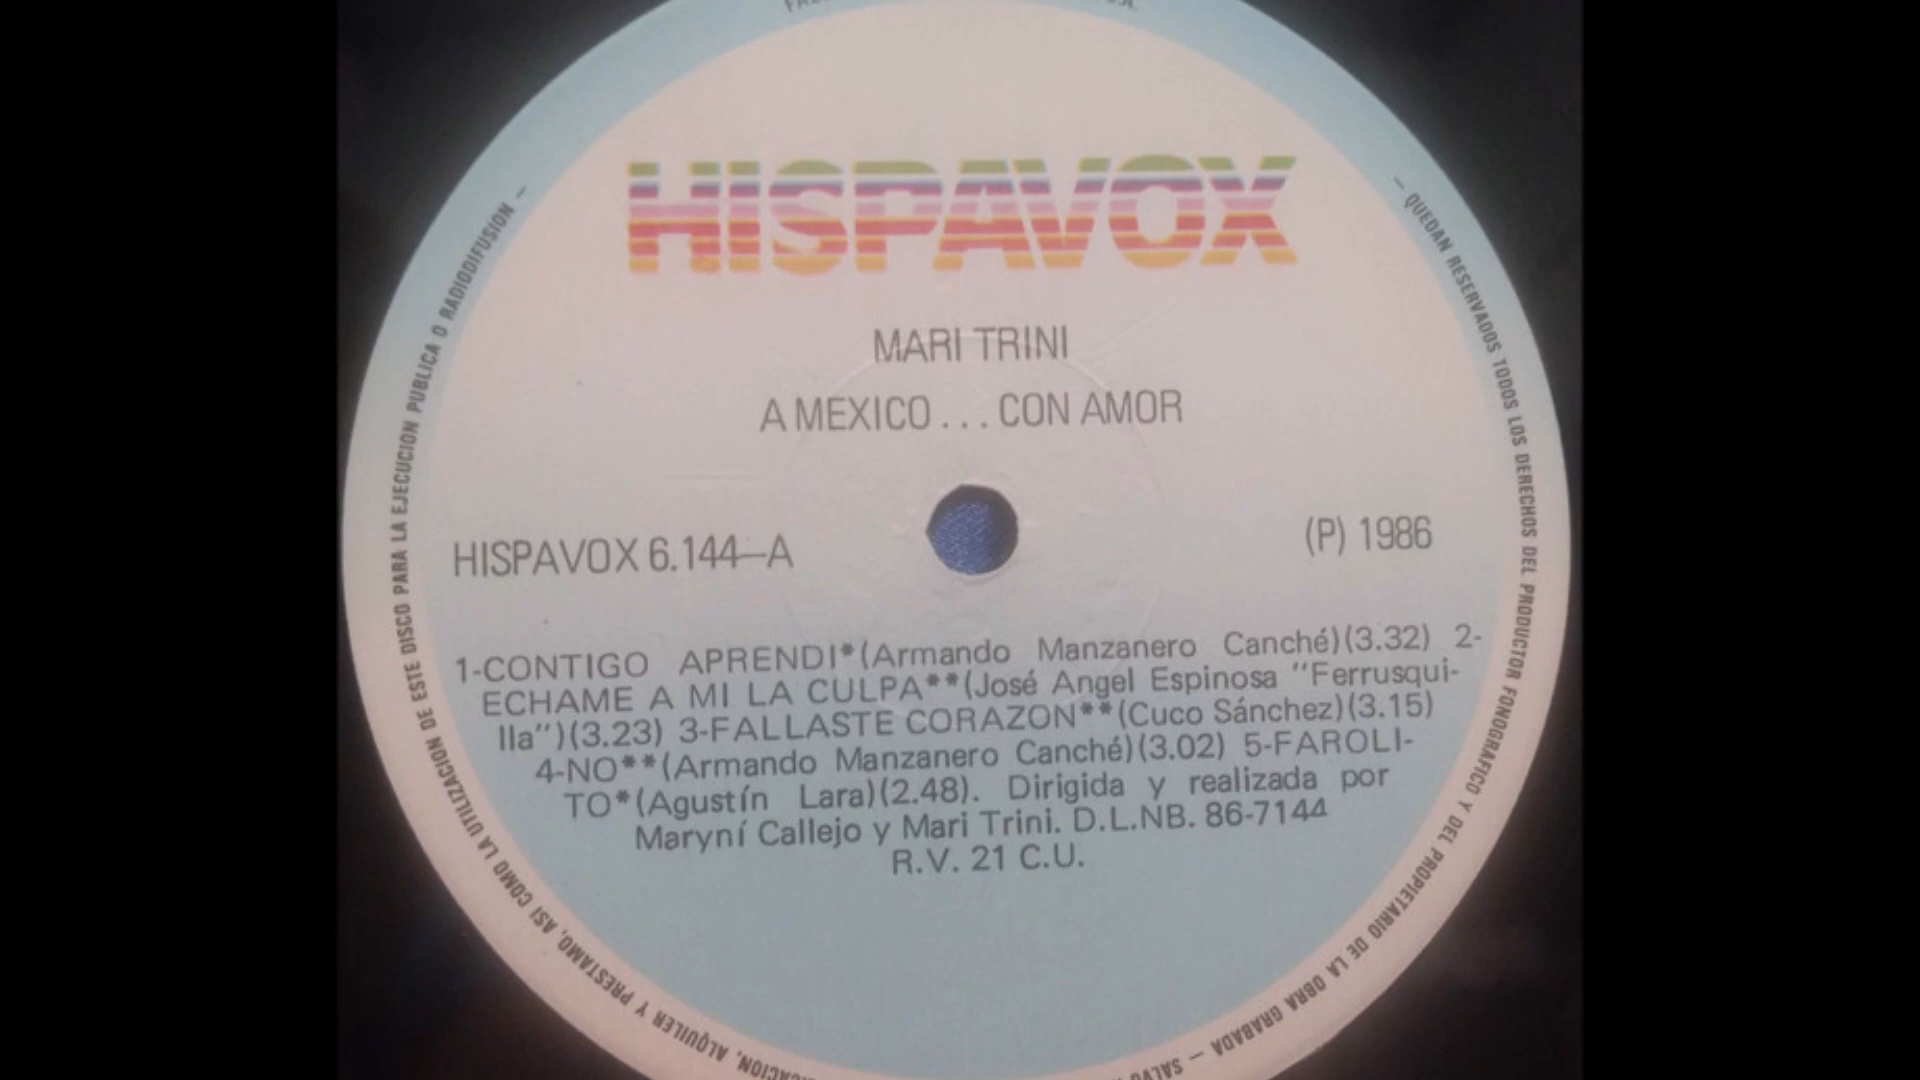 HISPAVOX
MARI TRINI
A MEXICO... CON AMOR
HISPAVOX 6.144-A
(P) 1986
1-CONTIGO APRENDI*(Armando Manzanero Canché)(3.32) 2-
ECHAME A MI LA CULPA**(José Angel Espinosa "Ferrusqui-
lla")(3.23) 3-FALLASTE CORAZON**(Cuco Sánchez)(3.15)
4-NO**(Armando Manzanero Canché)(3.02) 5-FAROLI-
TO*(Agustín Lara)(2.48). Dirigida y realizada por
Maryní Callejo y Mari Trini. D.L.NB. 86-7144
R.V. 21 C.U.
– QUEDAN RESERVADOS TODOS LOS DERECHOS DEL PRODUCTOR FONOGRAFICO Y DEL PROPIETARIO DE LA OBRA GRABADA –
ALQUILER Y PRESTAMO, ASI COMO LA UTILIZACION DE ESTE DISCO PARA LA EJECUCION PUBLICA O RADIODIFUSION –